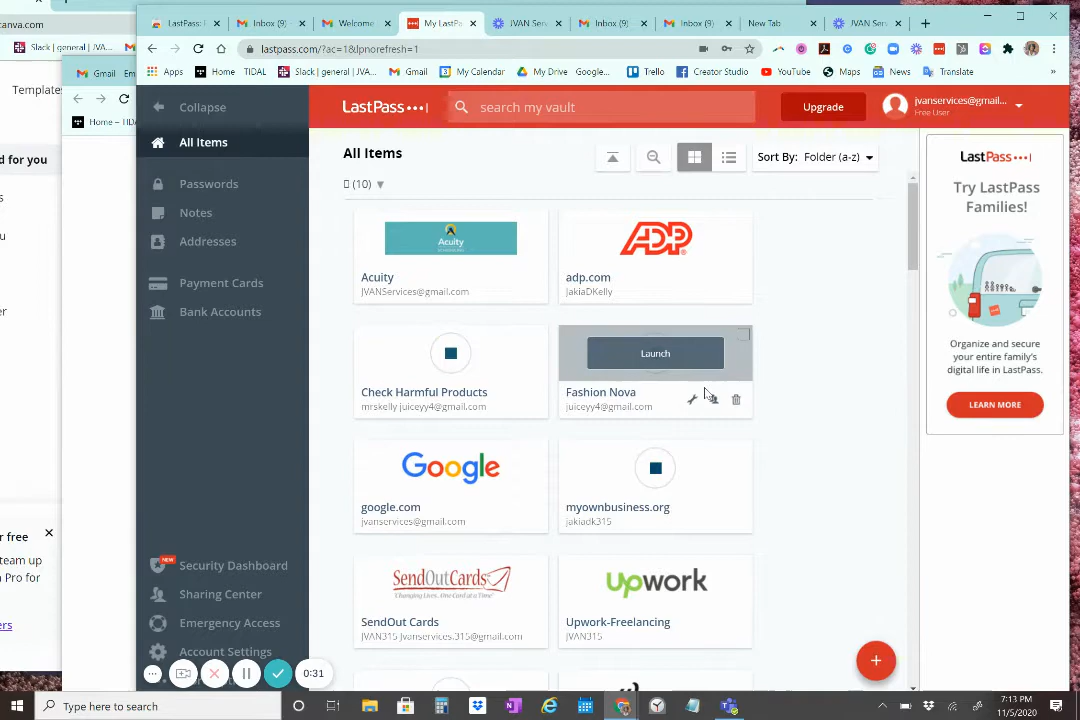 canva.com
LastPass: F
Inbox (9)
Welcome
My LastPa
JVAN Serv
Inbox (9)
Inbox (9)
New Tab
JVAN Serv
Slack | general | JVA
lastpass.com/?ac=1&lpnorefresh=1
Gmail
Em
Apps
Home
TIDAL
Slack | general | JVA...
Gmail
My Calendar
My Drive
Google...
Trello
Creator Studio
YouTube
Maps
News
Translate
»
Templates
Home – TIDA
d for you
Collapse
LastPass
search my vault
Upgrade
jvanservices@gmail...
Free User
All Items
Passwords
Notes
Addresses
Payment Cards
Bank Accounts
All Items
Sort By: Folder (a-z)
(10)
Acuity
Acuity
JVANServices@gmail.com
ADP
adp.com
JakiaDKelly
Check Harmful Products
mrskelly juiceyy4@gmail.com
Launch
Fashion Nova
juiceyy4@gmail.com
Google
google.com
jvanservices@gmail.com
myownbusiness.org
jakiadk315
SendOutCards
Changing Lives...One Card at a Time
SendOut Cards
JVAN315 Jvanservices.315@gmail.com
upwork
Upwork-Freelancing
JVAN315
LastPass
Try LastPass
Families!
Organize and secure
your entire family's
digital life in LastPass.
LEARN MORE
r free
team up
Pro for
ers
NEW
Security Dashboard
Sharing Center
Emergency Access
Account Settings
0:31
Type here to search
7:13 PM
11/5/2020